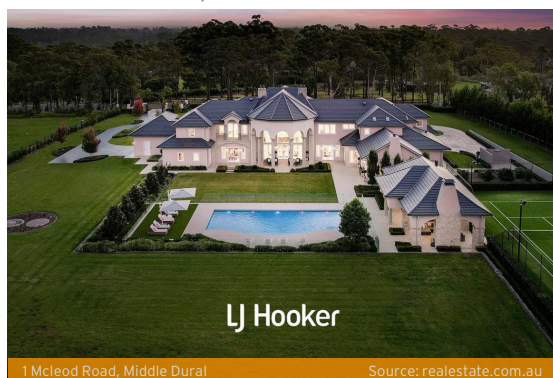 LJ Hooker
1 Mcleod Road, Middle Dural
Source: realestate.com.au